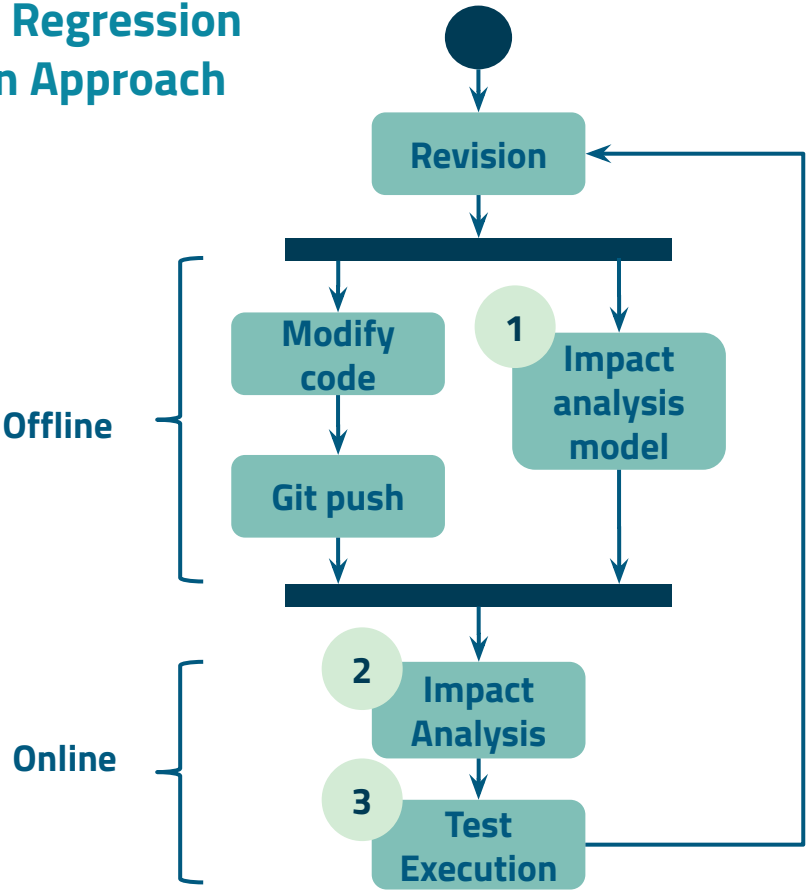 Regression
n Approach
Revision
Modify
code
1
Impact
analysis
model
Offline
Git push
2
Impact
Analysis
Online
3
Test
Execution